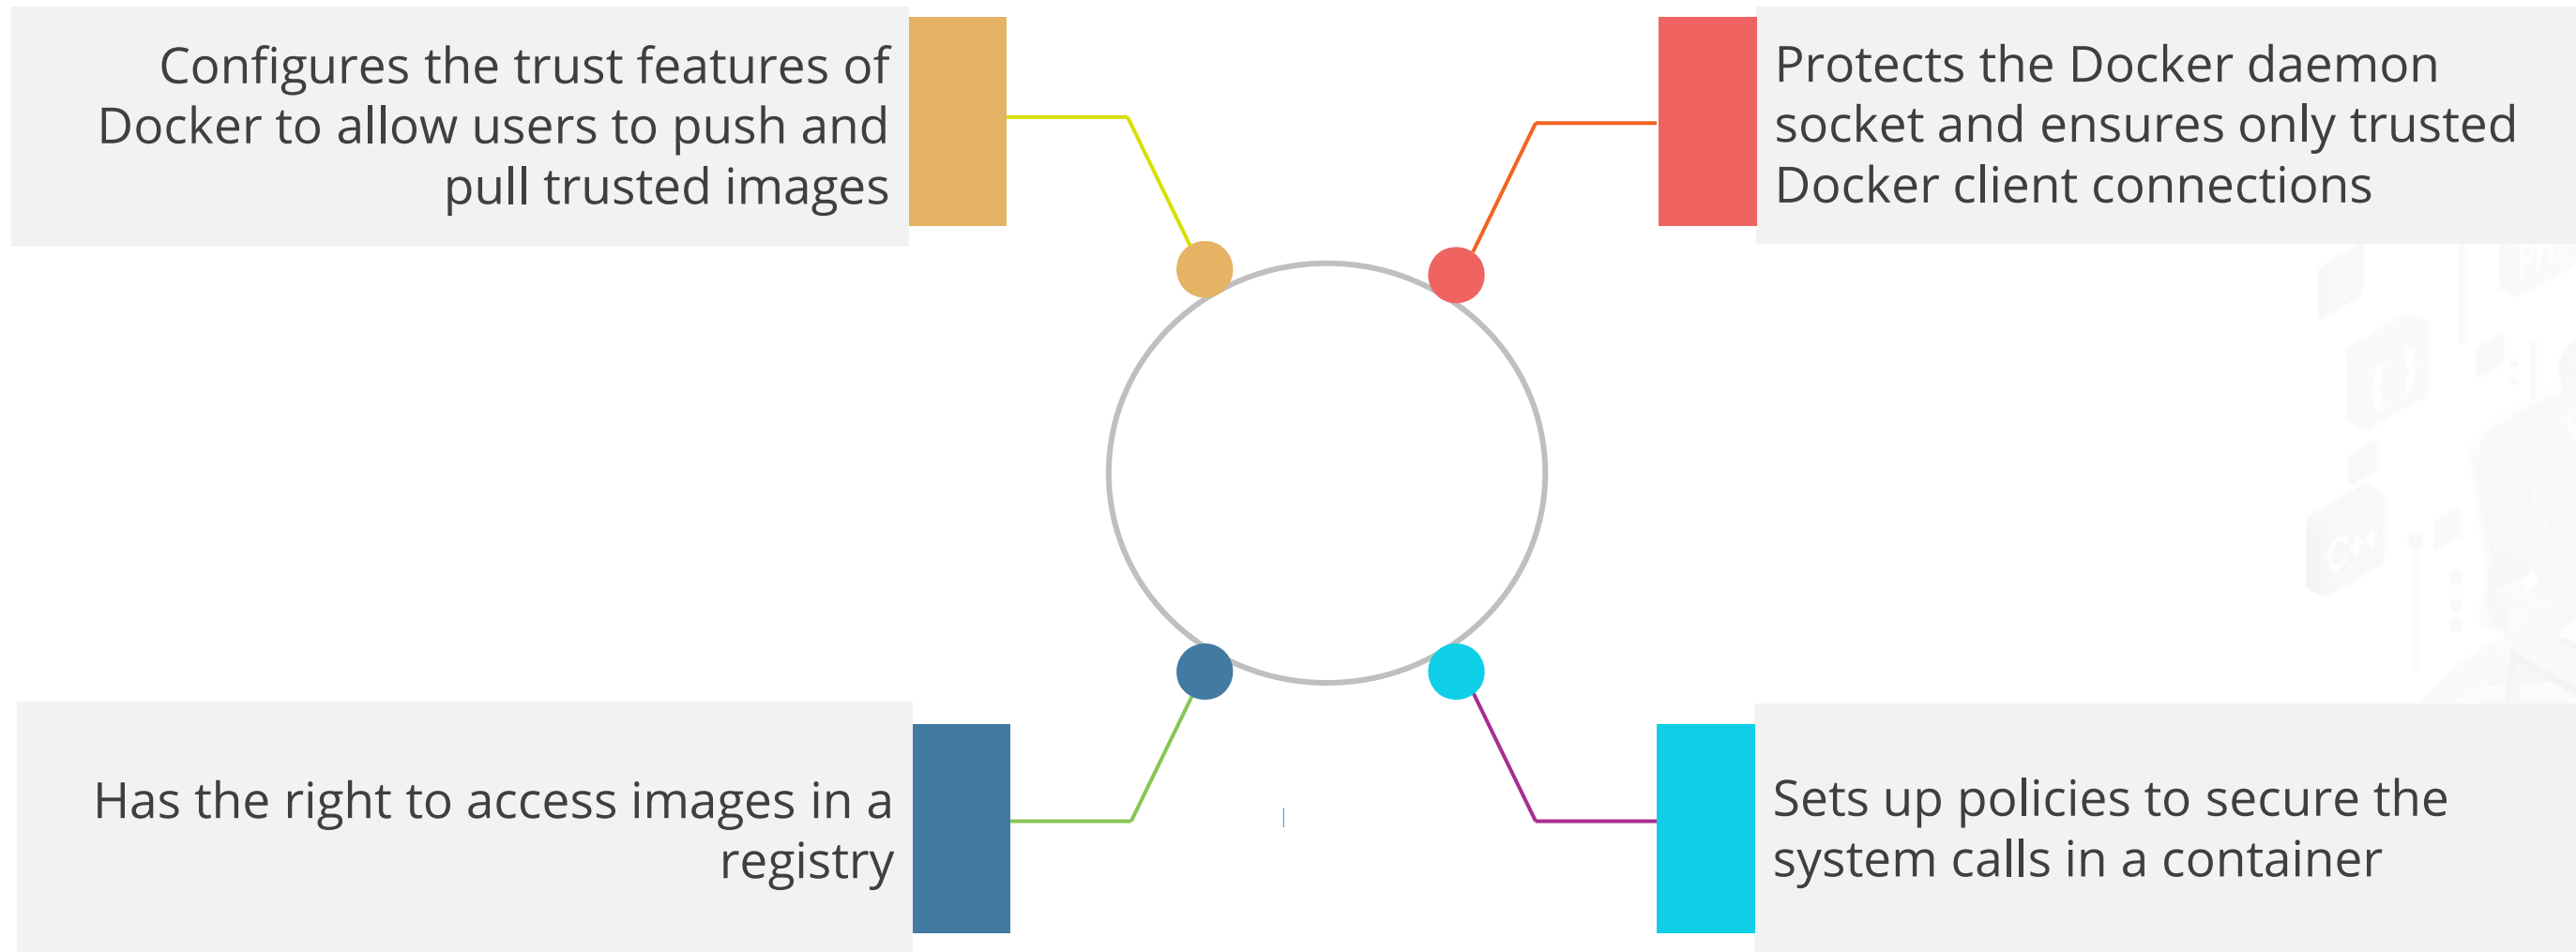 Configures the trust features of
Docker to allow users to push and
pull trusted images
Protects the Docker daemon
socket and ensures only trusted
Docker client connections
{ }
C++
Has the right to access images in a
registry
Sets up policies to secure the
system calls in a container